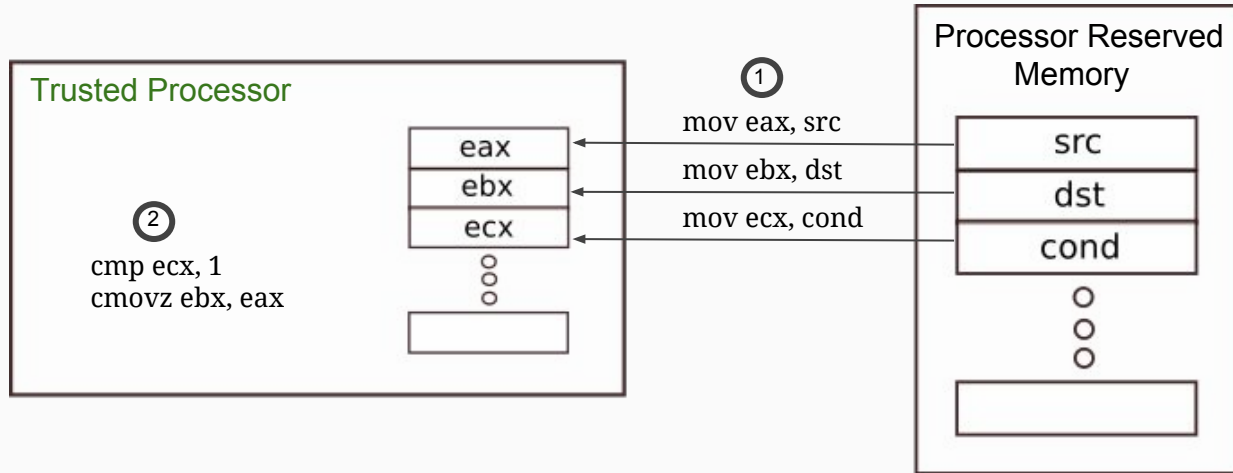 Trusted Processor
eax
ebx
ecx
2
cmp ecx, 1
cmovz ebx, eax
1
mov eax, src
mov ebx, dst
mov ecx, cond
Processor Reserved
Memory
src
dst
cond